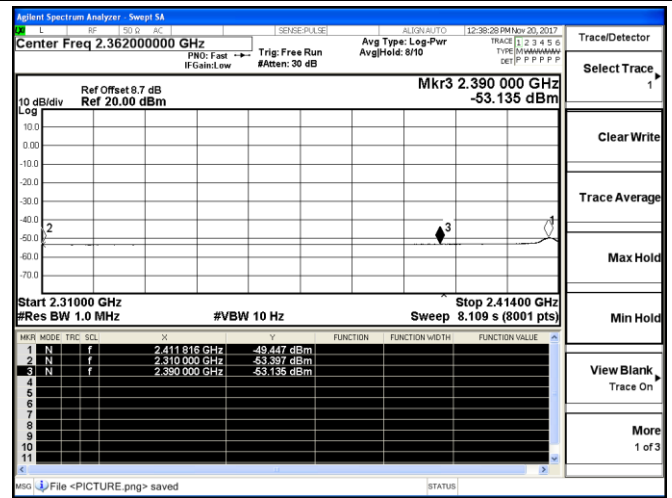 Agilent Spectrum Analyzer - Swept SA
L RF 50 Ω AC SENSE:PULSE ALIGNAUTO 12:38:28 PM Nov 20, 2017
Center Freq 2.362000000 GHz
PNO: Fast
IFGain:Low
Trig: Free Run
#Atten: 30 dB
Avg Type: Log-Pwr
Avg|Hold: 8/10
TRACE 1 2 3 4 5 6
TYPE M WWWWW
DET P P P P P P
Ref Offset 8.7 dB
Ref 20.00 dBm
10 dB/div
Log
Mkr3 2.390 000 GHz
-53.135 dBm
10.0
0.00
-10.0
-20.0
-30.0
-40.0
-50.0
-60.0
-70.0
2
3
1
Start 2.31000 GHz
Stop 2.41400 GHz
#Res BW 1.0 MHz
#VBW 10 Hz
Sweep 8.109 s (8001 pts)
MKR MODE TRC SCL X Y FUNCTION FUNCTION WIDTH FUNCTION VALUE
1 N f 2.411 816 GHz -49.447 dBm
2 N f 2.310 000 GHz -53.397 dBm
3 N f 2.390 000 GHz -53.135 dBm
4
5
6
7
8
9
10
11
MSG File <PICTURE.png> saved
STATUS
Trace/Detector
Select Trace
1
Clear Write
Trace Average
Max Hold
Min Hold
View Blank
Trace On
More
1 of 3